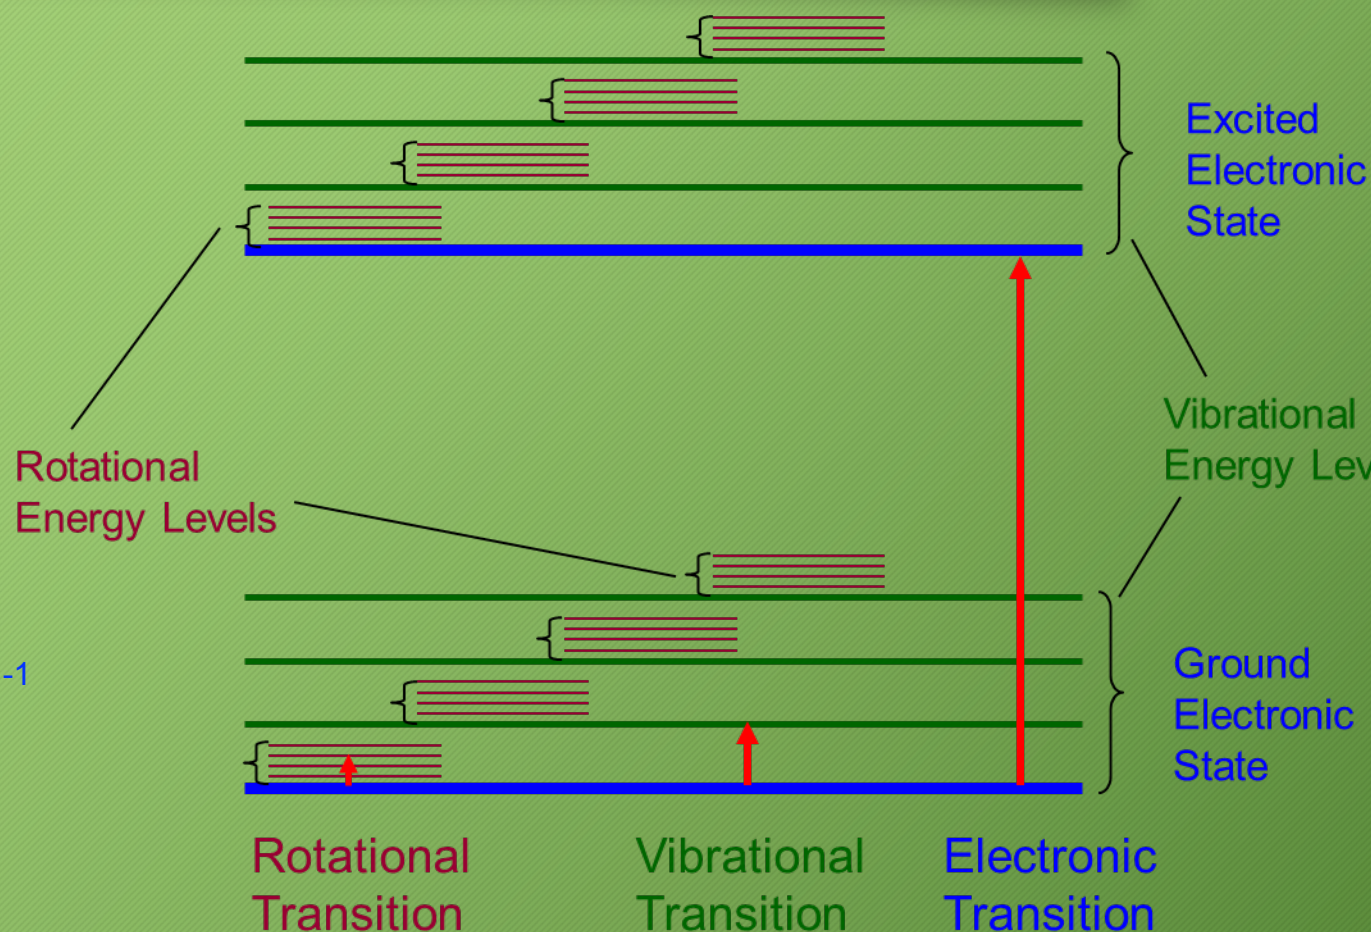 Excited
Electronic
State
Vibrational
Energy Lev
Rotational
Energy Levels
-1
Ground
Electronic
State
Rotational
Transition
Vibrational
Transition
Electronic
Transition